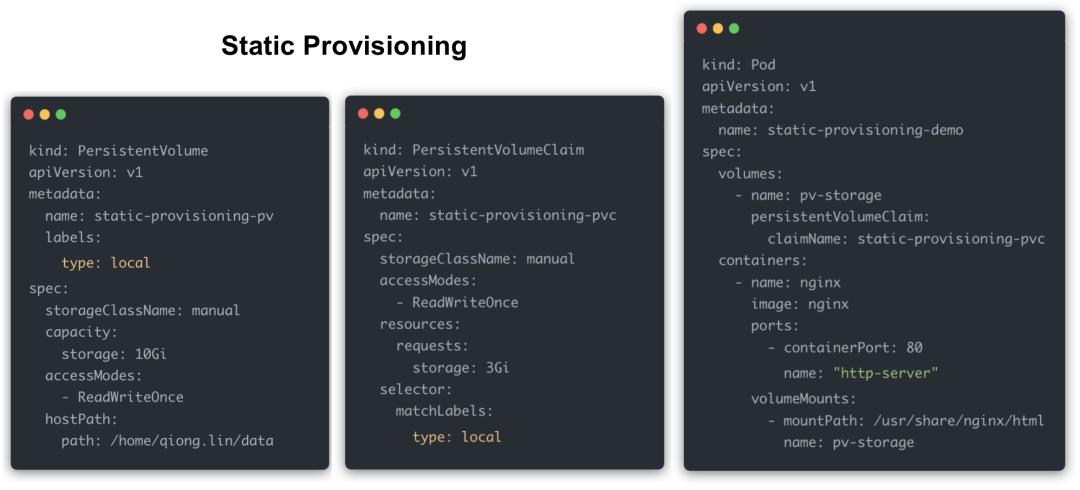 Static Provisioning
kind: PersistentVolume
apiVersion: v1
metadata:
  name: static-provisioning-pv
  labels:
    type: local
spec:
  storageClassName: manual
  capacity:
    storage: 10Gi
  accessModes:
    - ReadWriteOnce
  hostPath:
    path: /home/qiong.lin/data
kind: PersistentVolumeClaim
apiVersion: v1
metadata:
  name: static-provisioning-pvc
spec:
  storageClassName: manual
  accessModes:
    - ReadWriteOnce
  resources:
    requests:
      storage: 3Gi
  selector:
    matchLabels:
      type: local
kind: Pod
apiVersion: v1
metadata:
  name: static-provisioning-demo
spec:
  volumes:
    - name: pv-storage
      persistentVolumeClaim:
        claimName: static-provisioning-pvc
  containers:
    - name: nginx
      image: nginx
      ports:
        - containerPort: 80
          name: "http-server"
      volumeMounts:
        - mountPath: /usr/share/nginx/html
          name: pv-storage